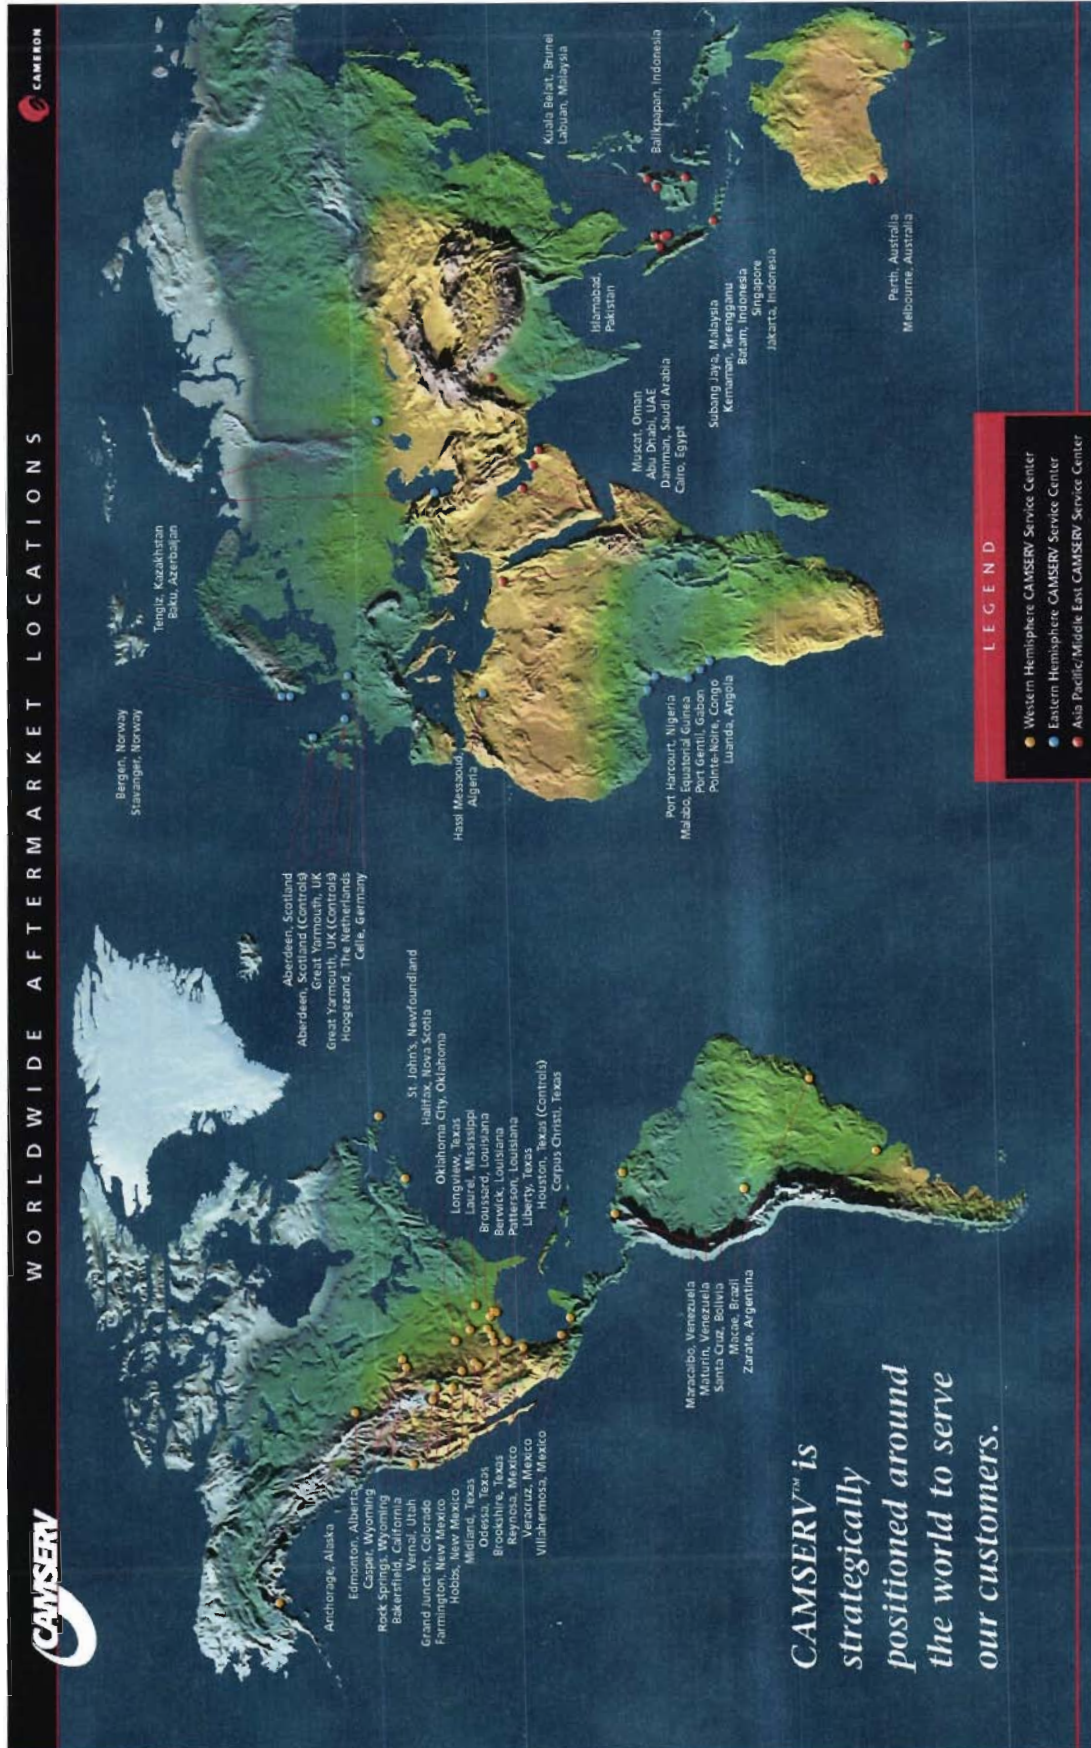 CAMSERV
WORLDWIDE AFTERMARKET LOCATIONS
CAMERON
Anchorage, Alaska
Edmonton, Alberta
Casper, Wyoming
Rock Springs, Wyoming
Bakersfield, California
Vernal, Utah
Grand Junction, Colorado
Farmington, New Mexico
Hobbs, New Mexico
Midland, Texas
Odessa, Texas
Brookshire, Texas
Reynosa, Mexico
Veracruz, Mexico
Villahermosa, Mexico
St. John's, Newfoundland
Halifax, Nova Scotia
Oklahoma City, Oklahoma
Longview, Texas
Laurel, Mississippi
Broussard, Louisiana
Berwick, Louisiana
Patterson, Louisiana
Liberty, Texas
Houston, Texas (Controls)
Corpus Christi, Texas
Maracaibo, Venezuela
Maturin, Venezuela
Santa Cruz, Bolivia
Macae, Brazil
Zarate, Argentina
Aberdeen, Scotland
Aberdeen, Scotland (Controls)
Great Yarmouth, UK
Great Yarmouth, UK (Controls)
Hoogezand, The Netherlands
Celle, Germany
Bergen, Norway
Stavanger, Norway
Tengiz, Kazakhstan
Baku, Azerbaijan
Hassi Messaoud,
Algeria
Port Harcourt, Nigeria
Malabo, Equatorial Guinea
Port Gentil, Gabon
Pointe-Noire, Congo
Luanda, Angola
Muscat, Oman
Abu Dhabi, UAE
Damman, Saudi Arabia
Cairo, Egypt
Islamabad,
Pakistan
Kuala Belait, Brunei
Labuan, Malaysia
Balikpapan, Indonesia
Subang Jaya, Malaysia
Kemaman, Terengganu
Batam, Indonesia
Singapore
Jakarta, Indonesia
Perth, Australia
Melbourne, Australia
CAMSERV™ is
strategically
positioned around
the world to serve
our customers.
LEGEND
Western Hemisphere CAMSERV Service Center
Eastern Hemisphere CAMSERV Service Center
Asia Pacific/Middle East CAMSERV Service Center